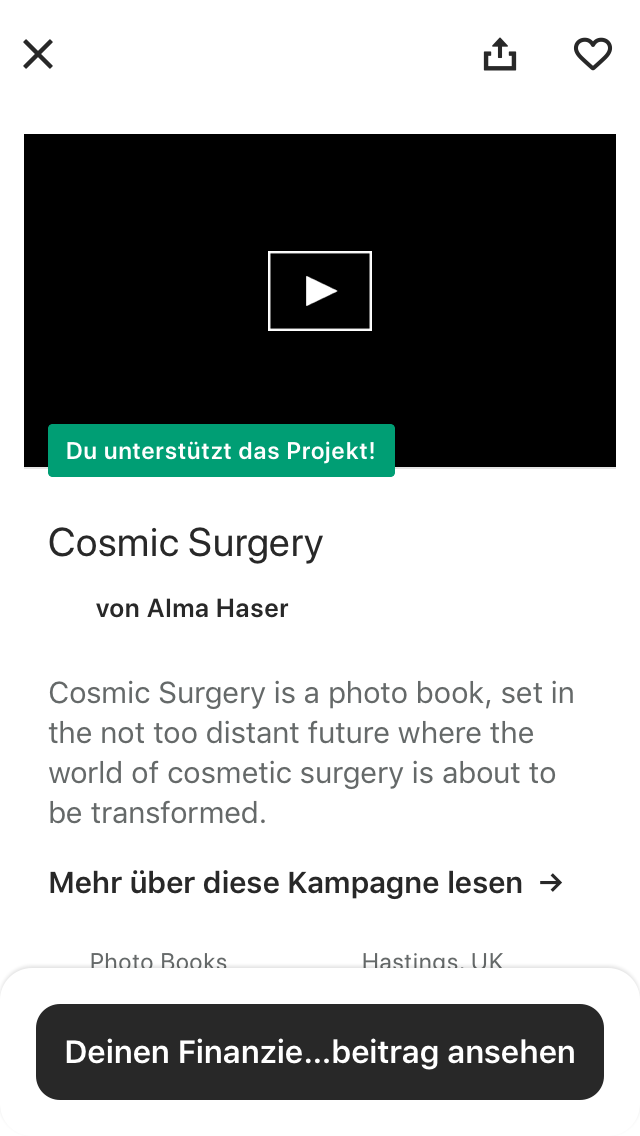 Du unterstützt das Projekt!
Cosmic Surgery
von Alma Haser
Cosmic Surgery is a photo book, set in
the not too distant future where the
world of cosmetic surgery is about to
be transformed.
Mehr über diese Kampagne lesen →
Photo Books Hastings, UK
Deinen Finanzie...beitrag ansehen